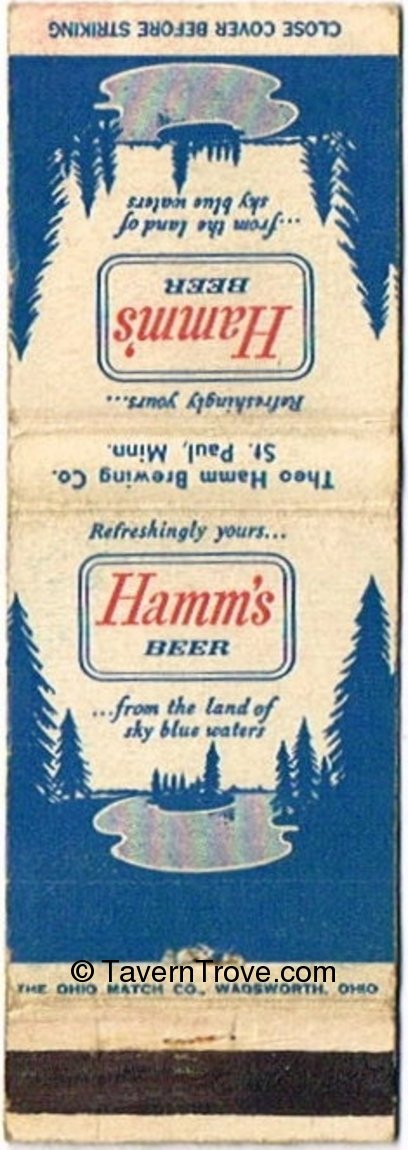 CLOSE COVER BEFORE STRIKING
Refreshingly yours...
Hamm's
BEER
...from the land of
sky blue waters
Theo Hamm Brewing Co.
St. Paul, Minn.
Refreshingly yours...
Hamm's
BEER
...from the land of
sky blue waters
© TavernTrove.com
THE OHIO MATCH CO., WADSWORTH, OHIO